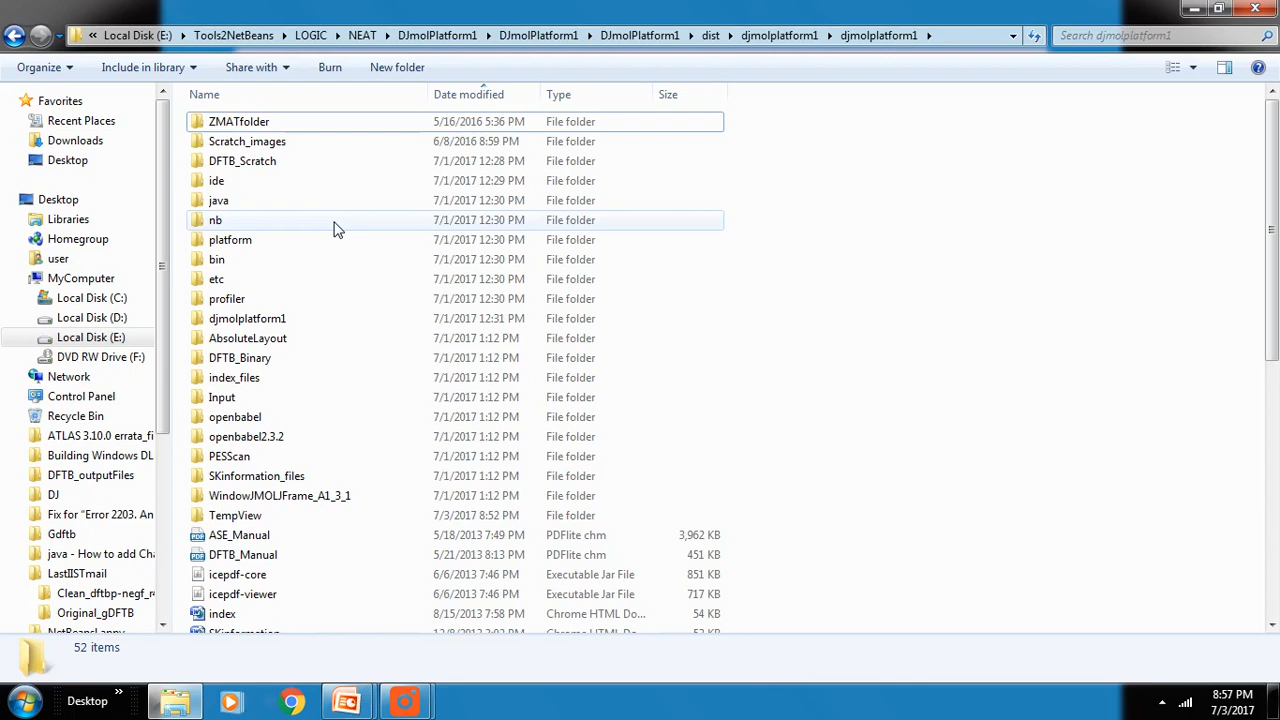 « Local Disk (E:) ▸ Tools2NetBeans ▸ LOGIC ▸ NEAT ▸ DJmolPlatform1 ▸ DJmolPlatform1 ▸ DJmolPlatform1 ▸ dist ▸ djmolplatform1 ▸ djmolplatform1 ▸ Search djmolplatform1
Organize Include in library Share with Burn New folder
Name Date modified Type Size
Favorites
Recent Places
Downloads
Desktop
Desktop
Libraries
Homegroup
user
MyComputer
Local Disk (C:)
Local Disk (D:)
Local Disk (E:)
DVD RW Drive (F:)
Network
Control Panel
Recycle Bin
ATLAS 3.10.0 errata_fi
Building Windows DL
DFTB_outputFiles
DJ
Fix for “Error 2203. An
Gdftb
java - How to add Cha
LastIISTmail
Clean_dftbp-negf_r4
Original_gDFTB
ZMATfolder 5/16/2016 5:36 PM File folder
Scratch_images 6/8/2016 8:59 PM File folder
DFTB_Scratch 7/1/2017 12:28 PM File folder
ide 7/1/2017 12:29 PM File folder
java 7/1/2017 12:30 PM File folder
nb 7/1/2017 12:30 PM File folder
platform 7/1/2017 12:30 PM File folder
bin 7/1/2017 12:30 PM File folder
etc 7/1/2017 12:30 PM File folder
profiler 7/1/2017 12:30 PM File folder
djmolplatform1 7/1/2017 12:31 PM File folder
AbsoluteLayout 7/1/2017 1:12 PM File folder
DFTB_Binary 7/1/2017 1:12 PM File folder
index_files 7/1/2017 1:12 PM File folder
Input 7/1/2017 1:12 PM File folder
openbabel 7/1/2017 1:12 PM File folder
openbabel2.3.2 7/1/2017 1:12 PM File folder
PESScan 7/1/2017 1:12 PM File folder
SKinformation_files 7/1/2017 1:12 PM File folder
WindowJMOLJFrame_A1_3_1 7/1/2017 1:12 PM File folder
TempView 7/3/2017 8:52 PM File folder
ASE_Manual 5/18/2013 7:49 PM PDFlite chm 3,962 KB
DFTB_Manual 5/21/2013 8:13 PM PDFlite chm 451 KB
icepdf-core 6/6/2013 7:46 PM Executable Jar File 851 KB
icepdf-viewer 6/6/2013 7:46 PM Executable Jar File 717 KB
index 8/15/2013 7:58 PM Chrome HTML Do... 54 KB
52 items
Desktop » 8:57 PM
7/3/2017